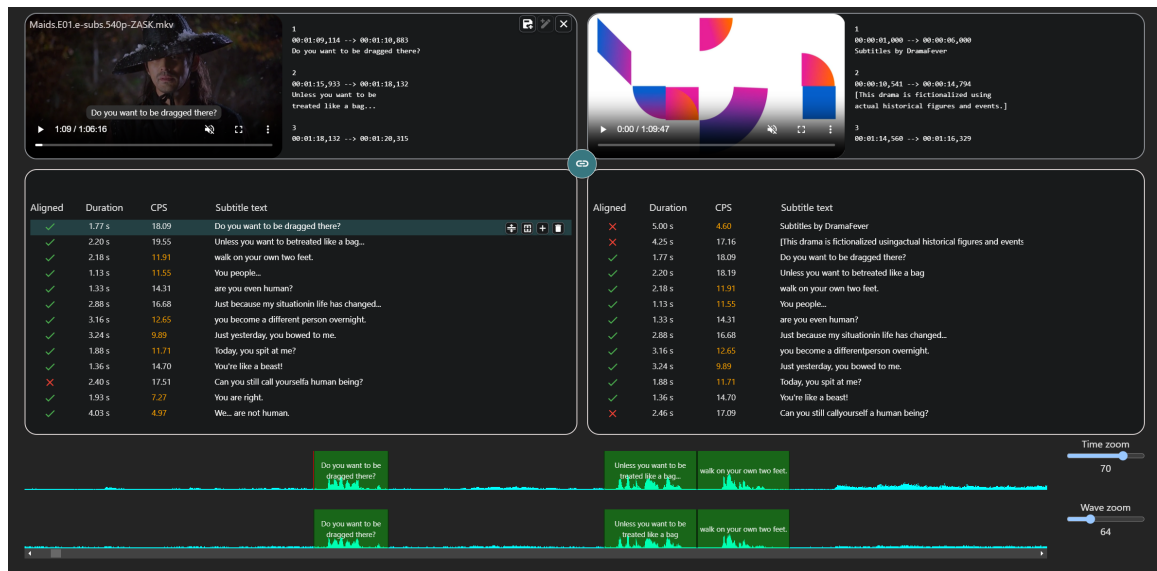 Maids.E01.e-subs.540p-ZASK.mkv
Do you want to be dragged there?
1:09 / 1:06:16
1
00:01:09,114 --> 00:01:10,883
Do you want to be dragged there?
2
00:01:15,933 --> 00:01:18,132
Unless you want to be
treated like a bag...
3
00:01:18,132 --> 00:01:20,315
0:00 / 1:09:47
1
00:00:01,000 --> 00:00:06,000
Subtitles by DramaFever
2
00:00:10,541 --> 00:00:14,794
[This drama is fictionalized using
actual historical figures and events.]
3
00:01:14,560 --> 00:01:16,329
Aligned Duration CPS Subtitle text
1.77 s 18.09 Do you want to be dragged there?
2.20 s 19.55 Unless you want to betreated like a bag...
2.18 s 11.91 walk on your own two feet.
1.13 s 11.55 You people...
1.33 s 14.31 are you even human?
2.88 s 16.68 Just because my situationin life has changed...
3.16 s 12.65 you become a different person overnight.
3.24 s 9.89 Just yesterday, you bowed to me.
1.88 s 11.71 Today, you spit at me?
1.36 s 14.70 You're like a beast!
2.40 s 17.51 Can you still call yourselfa human being?
1.93 s 7.27 You are right.
4.03 s 4.97 We... are not human.
Aligned Duration CPS Subtitle text
5.00 s 4.60 Subtitles by DramaFever
4.25 s 17.16 [This drama is fictionalized usingactual historical figures and events
1.77 s 18.09 Do you want to be dragged there?
2.20 s 18.19 Unless you want to betreated like a bag
2.18 s 11.91 walk on your own two feet.
1.13 s 11.55 You people...
1.33 s 14.31 are you even human?
2.88 s 16.68 Just because my situationin life has changed...
3.16 s 12.65 you become a differentperson overnight.
3.24 s 9.89 Just yesterday, you bowed to me.
1.88 s 11.71 Today, you spit at me?
1.36 s 14.70 You're like a beast!
2.46 s 17.09 Can you still callyourself a human being?
Do you want to be
dragged there?
Unless you want to be
treated like a bag...
walk on your own two feet.
Time zoom
70
Do you want to be
dragged there?
Unless you want to be
treated like a bag
walk on your own two feet.
Wave zoom
64